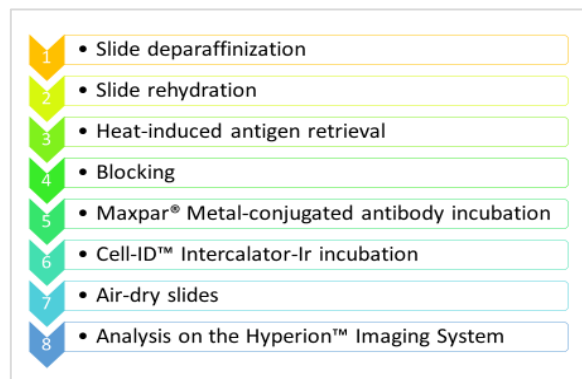 1 • Slide deparaffinization
2 • Slide rehydration
3 • Heat-induced antigen retrieval
4 • Blocking
5 • Maxpar® Metal-conjugated antibody incubation
6 • Cell-ID™ Intercalator-Ir incubation
7 • Air-dry slides
8 • Analysis on the Hyperion™ Imaging System